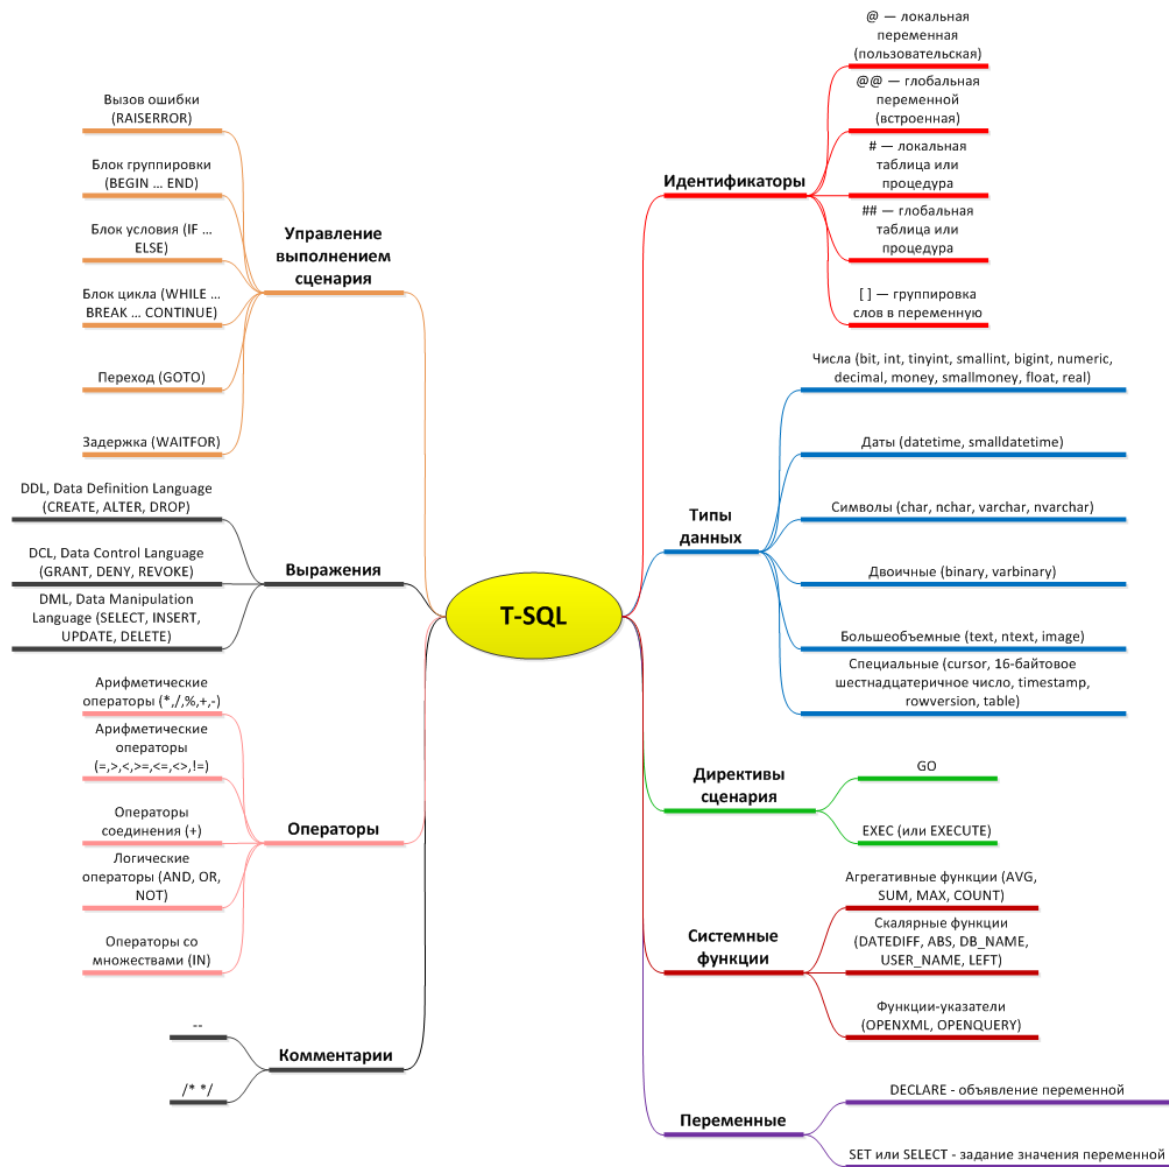 T-SQL
Идентификаторы
@ — локальная
переменная
(пользовательская)
@@ — глобальная
переменной
(встроенная)
# — локальная
таблица или
процедура
## — глобальная
таблица или
процедура
[ ] — группировка
слов в переменную
Типы
данных
Числа (bit, int, tinyint, smallint, bigint, numeric,
decimal, money, smallmoney, float, real)
Даты (datetime, smalldatetime)
Символы (char, nchar, varchar, nvarchar)
Двоичные (binary, varbinary)
Большеобъемные (text, ntext, image)
Специальные (cursor, 16-байтовое
шестнадцатеричное число, timestamp,
rowversion, table)
Директивы
сценария
GO
EXEC (или EXECUTE)
Системные
функции
Агрегативные функции (AVG,
SUM, MAX, COUNT)
Скалярные функции
(DATEDIFF, ABS, DB_NAME,
USER_NAME, LEFT)
Функции-указатели
(OPENXML, OPENQUERY)
Переменные
DECLARE - объявление переменной
SET или SELECT - задание значения переменной
Управление
выполнением
сценария
Вызов ошибки
(RAISERROR)
Блок группировки
(BEGIN ... END)
Блок условия (IF ...
ELSE)
Блок цикла (WHILE ...
BREAK ... CONTINUE)
Переход (GOTO)
Задержка (WAITFOR)
Выражения
DDL, Data Definition Language
(CREATE, ALTER, DROP)
DCL, Data Control Language
(GRANT, DENY, REVOKE)
DML, Data Manipulation
Language (SELECT, INSERT,
UPDATE, DELETE)
Операторы
Арифметические
операторы (*,/,%,+,-)
Арифметические
операторы
(=,>,<,>=,<=,<>,!=)
Операторы
соединения (+)
Логические
операторы (AND, OR,
NOT)
Операторы со
множествами (IN)
Комментарии
--
/* */